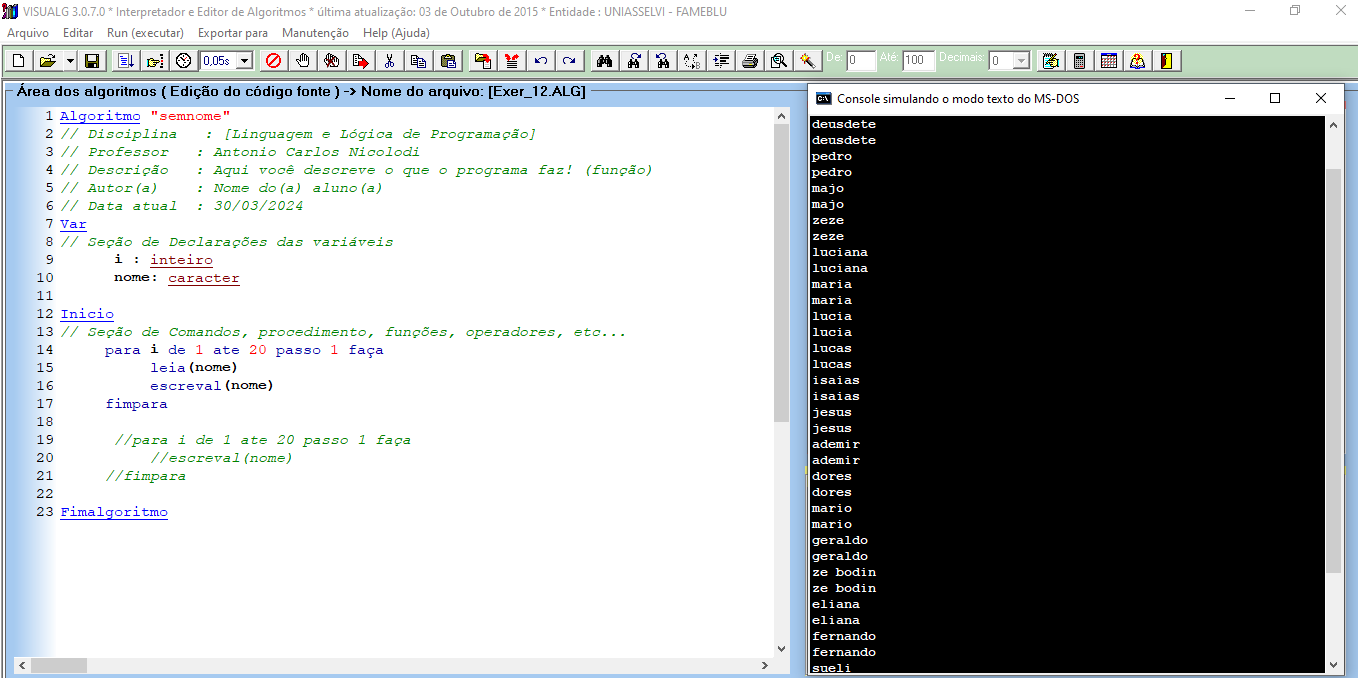 VISUALG 3.0.7.0 * Interpretador e Editor de Algoritmos * última atualização: 03 de Outubro de 2015 * Entidade : UNIASSELVI - FAMEBLU
Arquivo Editar Run (executar) Exportar para Manutenção Help (Ajuda)
0,05s De: 0 Até: 100 Decimais: 0
Área dos algoritmos ( Edição do código fonte ) -> Nome do arquivo: [Exer_12.ALG]
1 Algoritmo "semnome"
2 // Disciplina : [Linguagem e Lógica de Programação]
3 // Professor : Antonio Carlos Nicolodi
4 // Descrição : Aqui você descreve o que o programa faz! (função)
5 // Autor(a) : Nome do(a) aluno(a)
6 // Data atual : 30/03/2024
7 Var
8 // Seção de Declarações das variáveis
9 i : inteiro
10 nome: caracter
11
12 Inicio
13 // Seção de Comandos, procedimento, funções, operadores, etc...
14 para i de 1 ate 20 passo 1 faça
15 leia(nome)
16 escreval(nome)
17 fimpara
18
19 //para i de 1 ate 20 passo 1 faça
20 //escreval(nome)
21 //fimpara
22
23 Fimalgoritmo
Console simulando o modo texto do MS-DOS
deusdete
deusdete
pedro
pedro
majo
majo
zeze
zeze
luciana
luciana
maria
maria
lucia
lucia
lucas
lucas
isaias
isaias
jesus
jesus
ademir
ademir
dores
dores
mario
mario
geraldo
geraldo
ze bodin
ze bodin
eliana
eliana
fernando
fernando
sueli